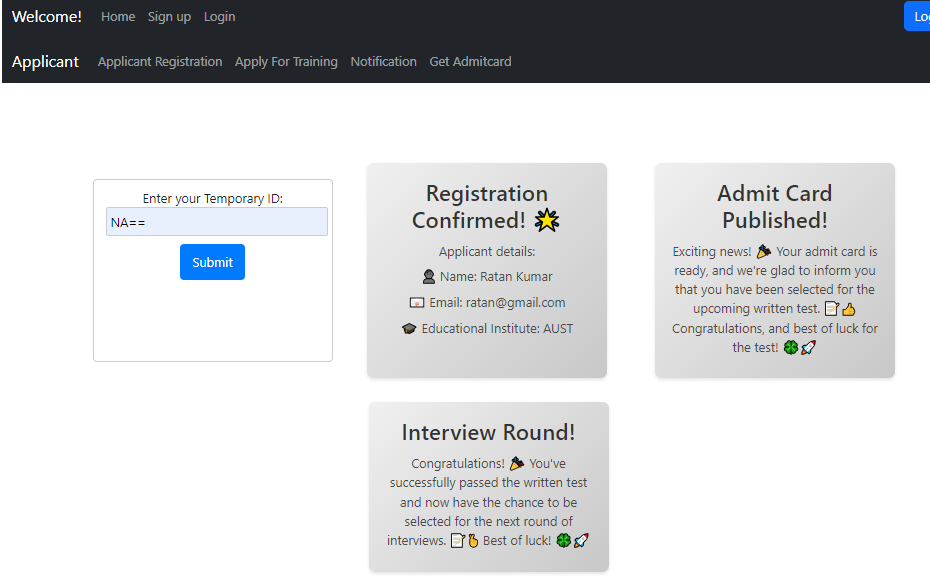 Welcome! Home Sign up Login
Applicant Applicant Registration Apply For Training Notification Get Admitcard
Enter your Temporary ID:
NA==
Submit
Registration
Confirmed! 🌟
Applicant details:
👤 Name: Ratan Kumar
📧 Email: ratan@gmail.com
🎓 Educational Institute: AUST
Admit Card
Published!
Exciting news! 🎉 Your admit card is
ready, and we're glad to inform you
that you have been selected for the
upcoming written test. 📝👍
Congratulations, and best of luck for
the test! 🍀🚀
Interview Round!
Congratulations! 🎉 You've
successfully passed the written test
and now have the chance to be
selected for the next round of
interviews. 📝🫰 Best of luck! 🍀🚀